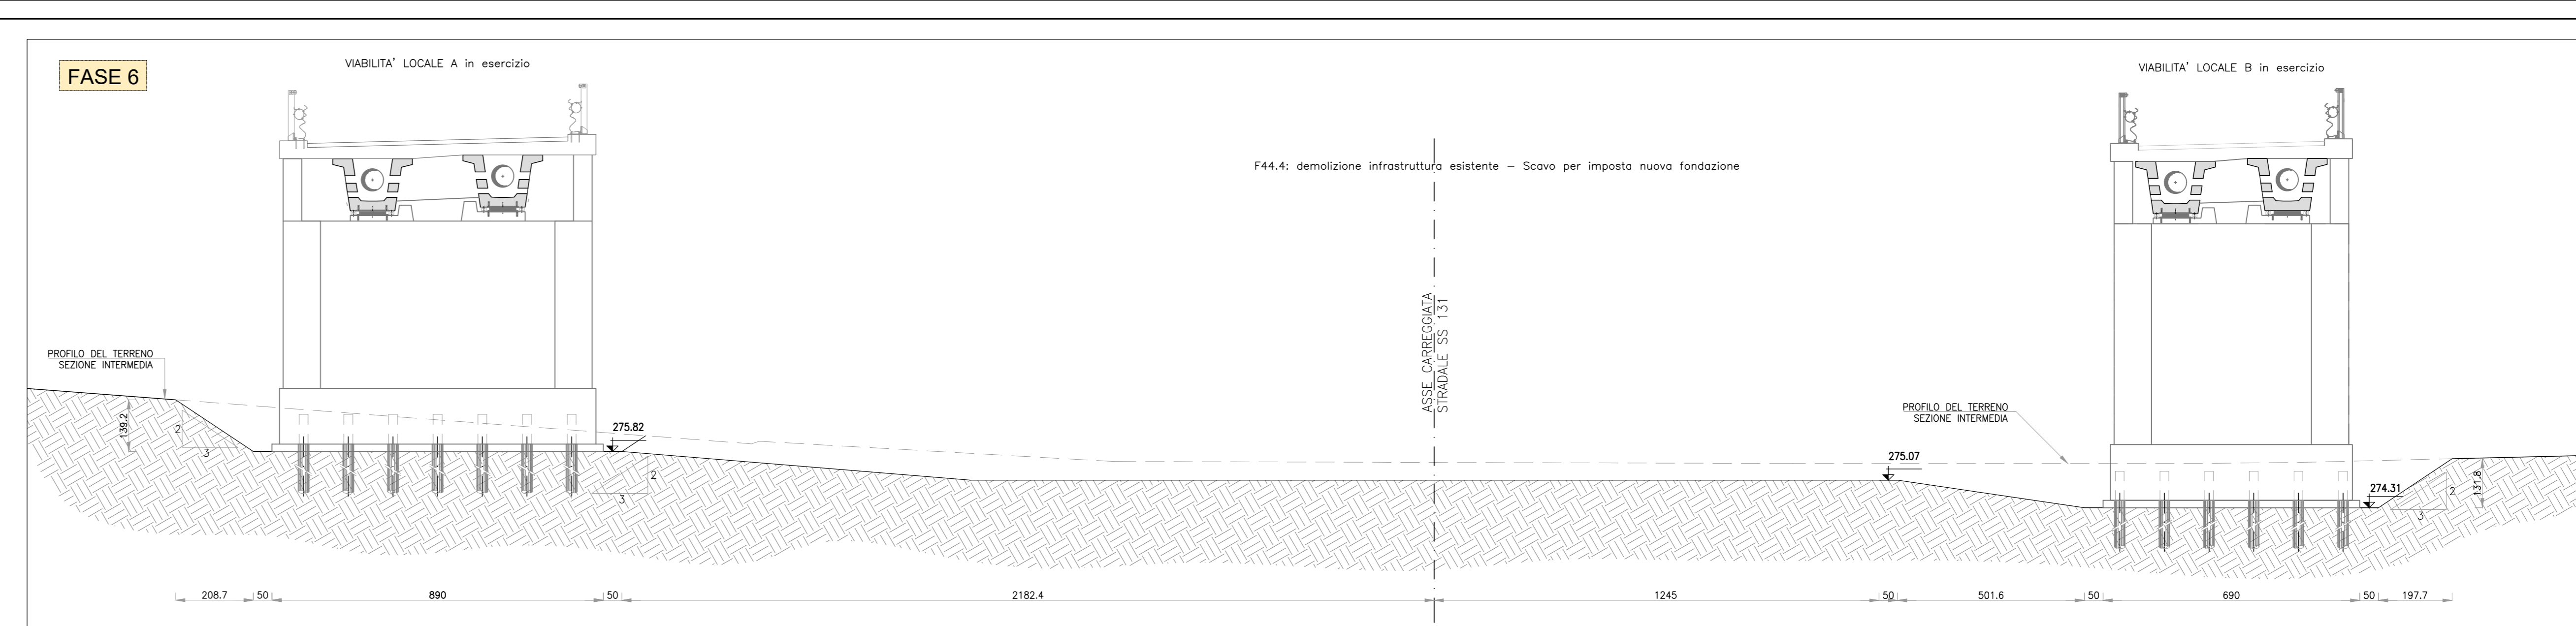 FASE 6
VIABILITA' LOCALE A in esercizio
VIABILITA' LOCALE B in esercizio
F44.4: demolizione infrastruttura esistente – Scavo per imposta nuova fondazione
ASSE CARREGGIATA
STRADALE SS 131
PROFILO DEL TERRENO
SEZIONE INTERMEDIA
139.2
2
3
275.82
2
3
PROFILO DEL TERRENO
SEZIONE INTERMEDIA
275.07
274.31
2
3
131.8
208.7
50
890
50
2182.4
1245
50
501.6
50
690
50
197.7